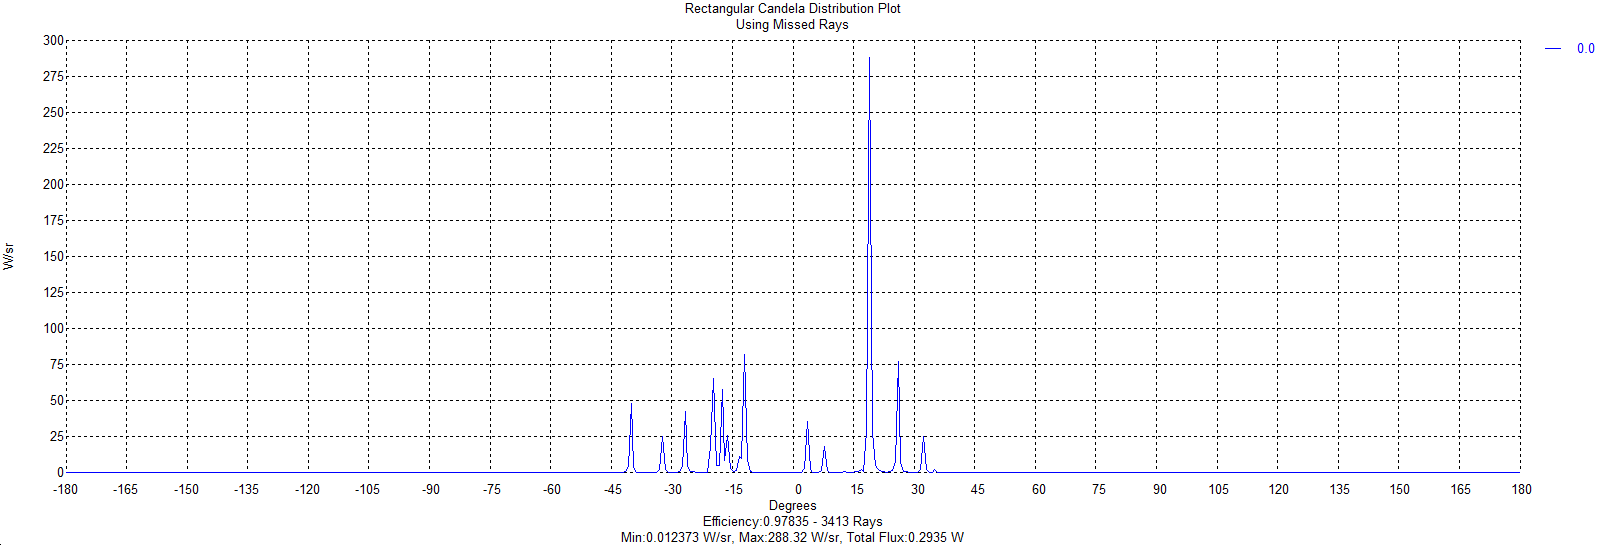 Rectangular Candela Distribution Plot
Using Missed Rays
0.0
300
275
250
225
200
175
150
125
100
75
50
25
0
W/sr
-180 -165 -150 -135 -120 -105 -90 -75 -60 -45 -30 -15 0 15 30 45 60 75 90 105 120 135 150 165 180
Degrees
Efficiency:0.97835 - 3413 Rays
Min:0.012373 W/sr, Max:288.32 W/sr, Total Flux:0.2935 W